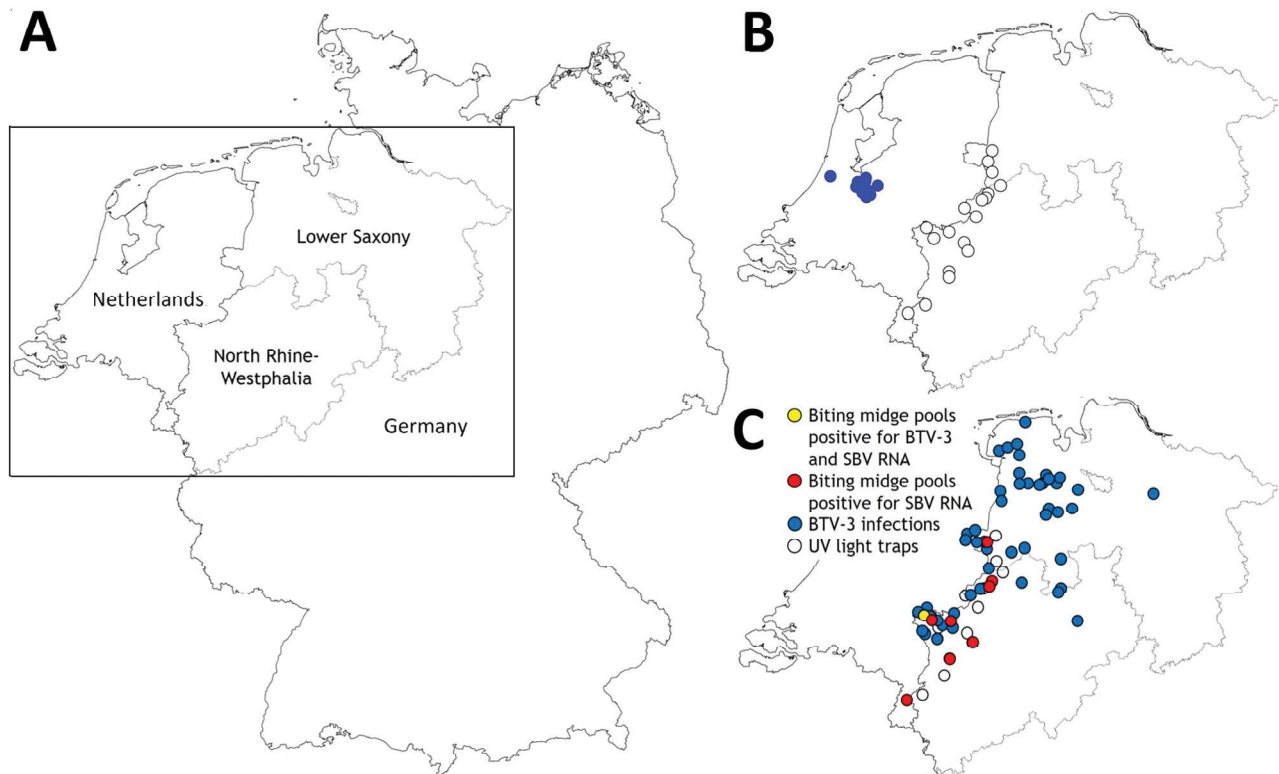 A
Lower Saxony
Netherlands
North Rhine-
Westphalia
Germany
B
C
Biting midge pools
positive for BTV-3
and SBV RNA
Biting midge pools
positive for SBV RNA
BTV-3 infections
UV light traps